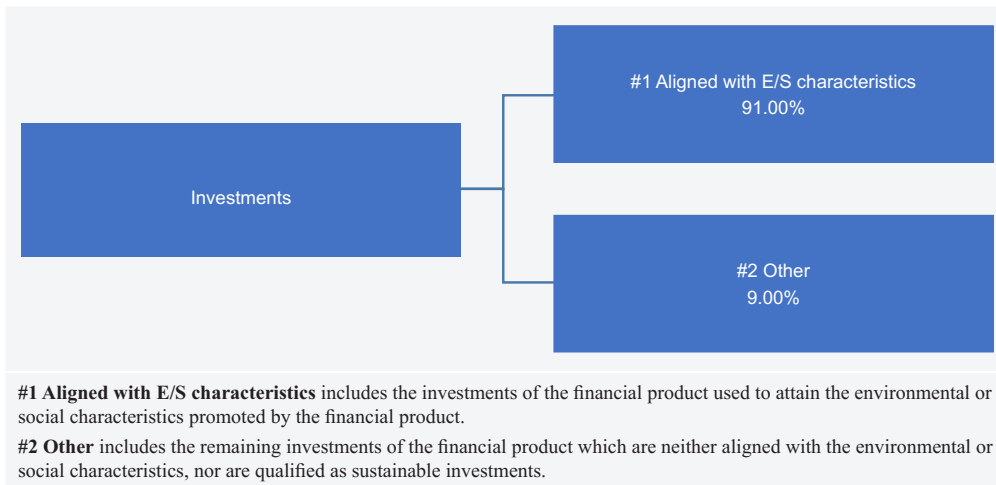 Investments
#1 Aligned with E/S characteristics
91.00%
#2 Other
9.00%
#1 Aligned with E/S characteristics includes the investments of the financial product used to attain the environmental or
social characteristics promoted by the financial product.
#2 Other includes the remaining investments of the financial product which are neither aligned with the environmental or
social characteristics, nor are qualified as sustainable investments.